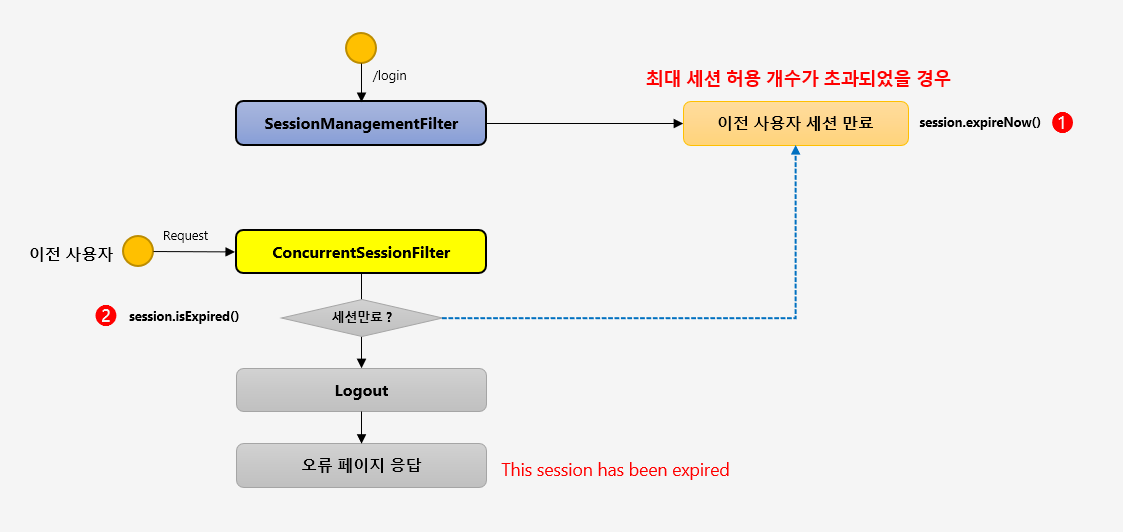 /login
최대 세션 허용 개수가 초과되었을 경우
SessionManagementFilter
이전 사용자 세션 만료
session.expireNow()
1
이전 사용자
Request
ConcurrentSessionFilter
2
session.isExpired()
세션만료 ?
Logout
오류 페이지 응답
This session has been expired